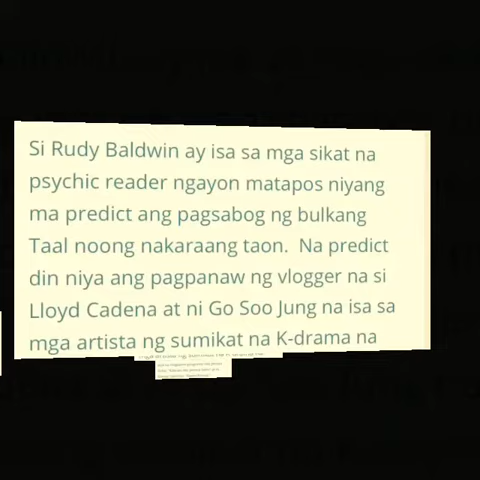 Si Rudy Baldwin ay isa sa mga sikat na
psychic reader ngayon matapos niyang
ma predict ang pagsabog ng bulkang
Taal noong nakaraang taon.  Na predict
din niya ang pagpanaw ng vlogger na si
Lloyd Cadena at ni Go Soo Jung na isa sa
mga artista ng sumikat na K-drama na